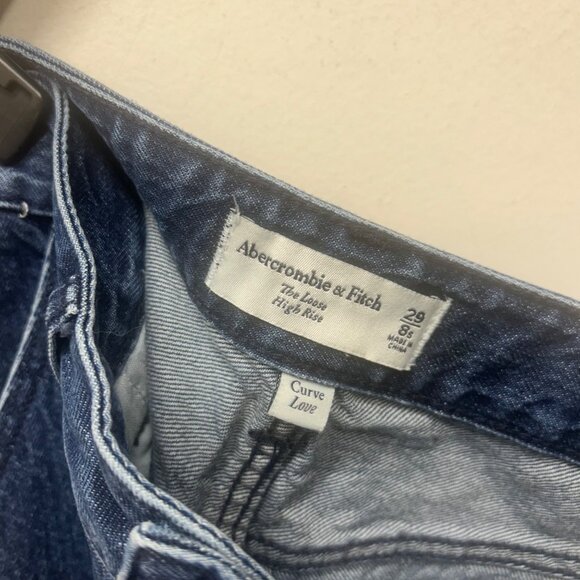 Abercrombie & Fitch
The Loose
High Rise
29
8s
MADE IN
CHINA
Curve
Love